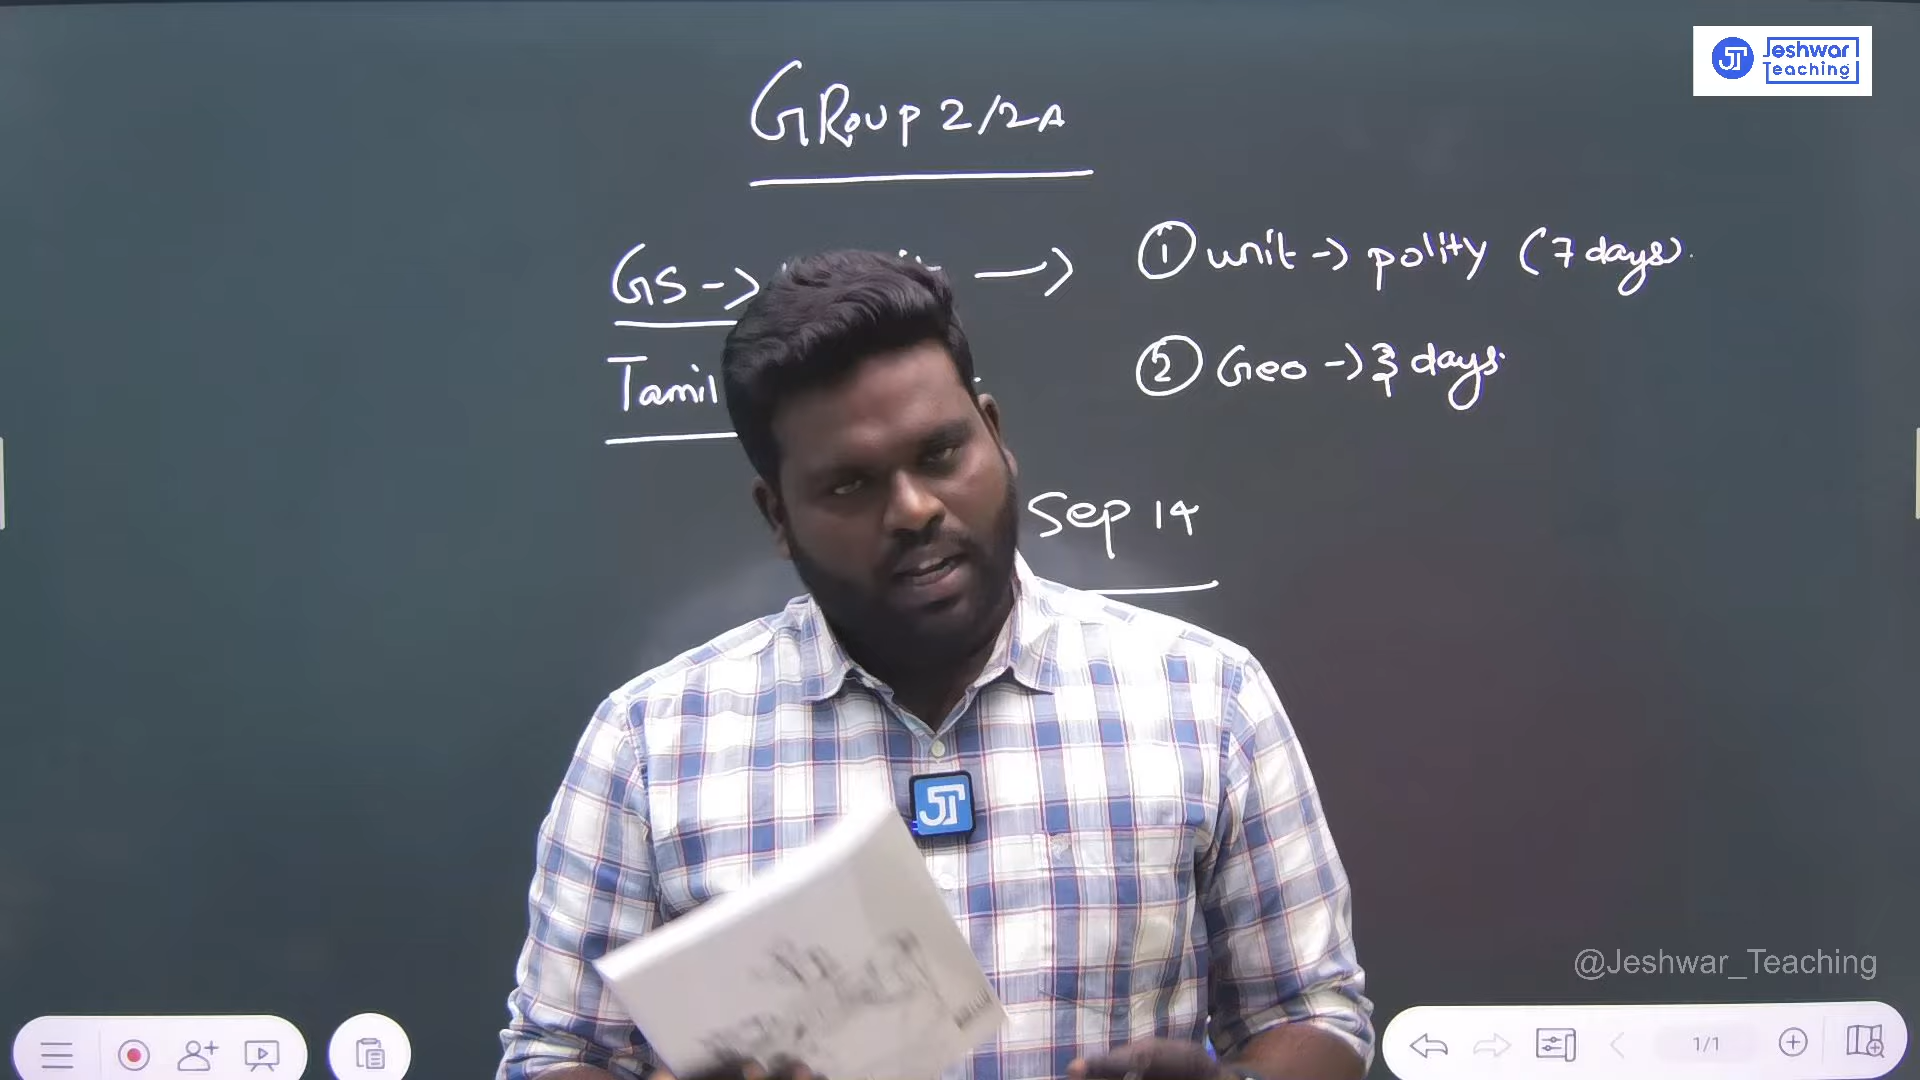 Jeshwar
Teaching
GROUP 2/2A
GS ->
① unit -> polity (7 days).
Tamil
② Geo -> 3 days.
Sep 14
JT
@Jeshwar_Teaching
1/1